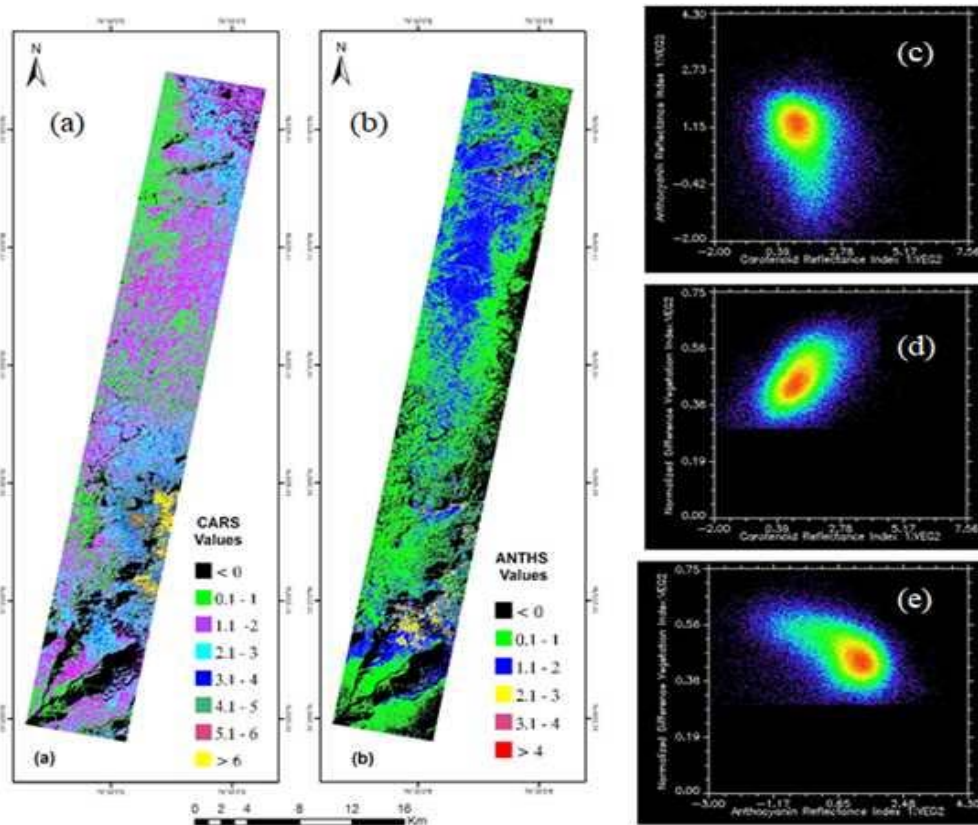 N
(a)
CARS
Values
< 0
0.1 - 1
1.1 -2
2.1 - 3
3.1 - 4
4.1 - 5
5.1 - 6
> 6
(a)
N
(b)
ANTHS
Values
< 0
0.1 - 1
1.1 - 2
2.1 - 3
3.1 - 4
> 4
(b)
0 2 4 8 12 16
Km
(c)
4.30
2.73
1.15
-0.42
-2.00
Anthocyanin Reflectance Index 1:VEG2
-2.00 0.39 2.78 5.17 7.56
Carotenoid Reflectance Index 1:VEG2
(d)
0.75
0.56
0.38
0.19
0.00
Normalized Difference Vegetation Index:VEG2
-2.00 0.39 2.78 5.17 7.56
Carotenoid Reflectance Index 1:VEG2
(e)
0.75
0.56
0.38
0.19
0.00
Normalized Difference Vegetation Index:VEG2
-3.00 -1.17 0.65 2.48 4.30
Anthocyanin Reflectance Index 1:VEG2